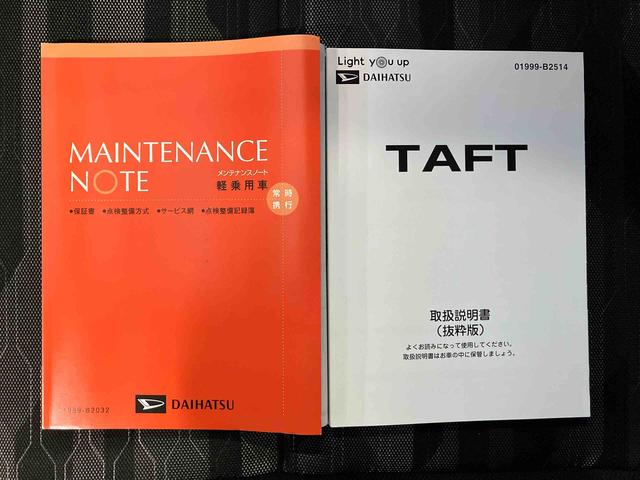 MAINTENANCE
NOTE
メンテナンスノート
軽乗用車
常時
携行
●保証書 ●点検整備方式 ●サービス網 ●点検整備記録簿
01999-B2032
DAIHATSU
Light you up
DAIHATSU
01999-B2514
TAFT
取扱説明書
(抜粋版)
よくお読みになって使用してください。
取扱説明書はお車の中に保管しましょう。